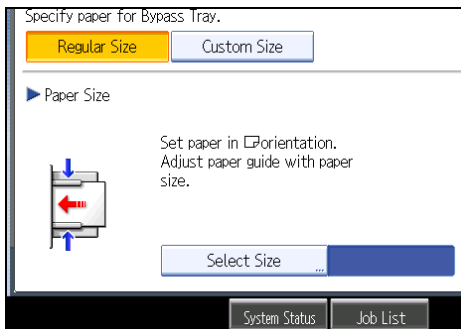 Specify paper for Bypass Tray.
Regular Size
Custom Size
Paper Size
Set paper in orientation.
Adjust paper guide with paper
size.
Select Size ...
System Status
Job List